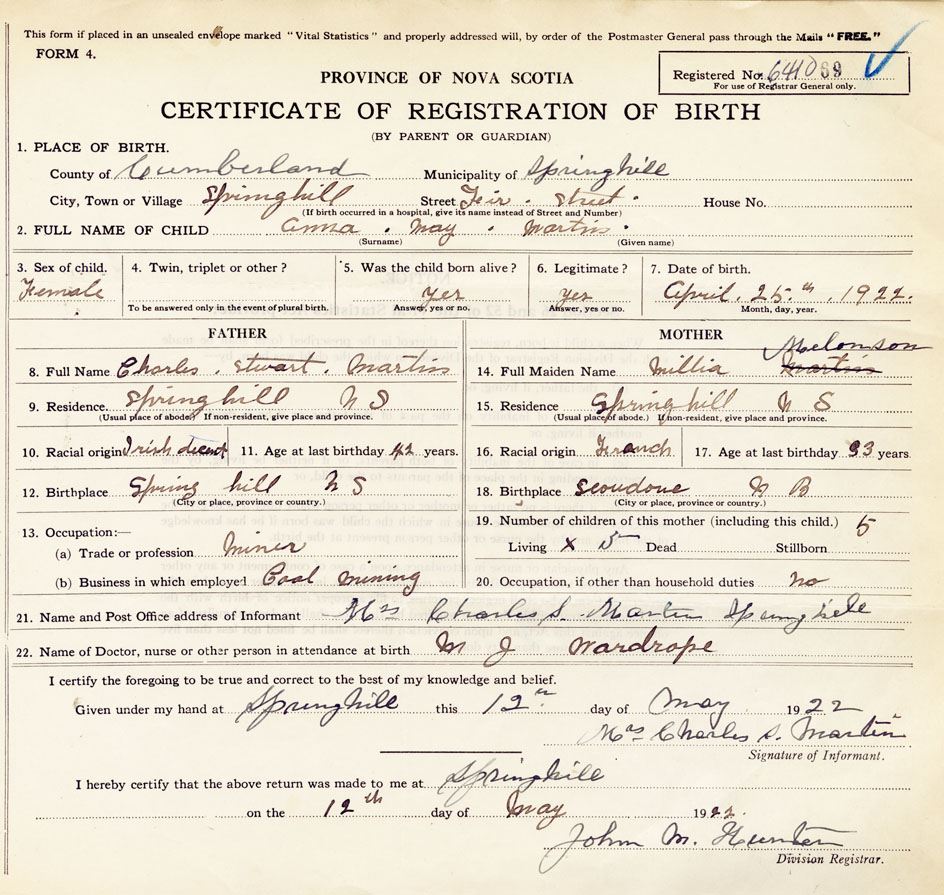 This form if placed in an unsealed envelope marked "Vital Statistics" and properly addressed will, by order of the Postmaster General pass through the Mails "FREE."
FORM 4.
PROVINCE OF NOVA SCOTIA
Registered No. 641069
For use of Registrar General only.
CERTIFICATE OF REGISTRATION OF BIRTH
(BY PARENT OR GUARDIAN)
1. PLACE OF BIRTH.
County of Cumberland Municipality of Springhill
City, Town or Village Springhill Street Feir Street House No.
(If birth occurred in a hospital, give its name instead of Street and Number)
2. FULL NAME OF CHILD anna May Martin
(Surname) (Given name)
3. Sex of child. 4. Twin, triplet or other? 5. Was the child born alive? 6. Legitimate? 7. Date of birth.
Female yes yes April 25th, 1922.
To be answered only in the event of plural birth. Answer, yes or no. Answer, yes or no. Month, day, year.
FATHER MOTHER
Melonson
8. Full Name Charles Stuart Martin 14. Full Maiden Name Millia Martin
9. Residence. Springhill N S 15. Residence Springhill N S
(Usual place of abode.) If non-resident, give place and province. (Usual place of abode.) If non-resident, give place and province.
10. Racial origin Irish decent 11. Age at last birthday 42 years. 16. Racial origin French 17. Age at last birthday 33 years
12. Birthplace Spring hill N S 18. Birthplace Scoudouc N B
(City or place, province or country.) (City or place, province or country.)
19. Number of children of this mother (including this child.) 5
13. Occupation:—
(a) Trade or profession Miner Living x 5 Dead Stillborn
(b) Business in which employed Coal mining 20. Occupation, if other than household duties no
21. Name and Post Office address of Informant Mrs Charles S. Martin Springhill
22. Name of Doctor, nurse or other person in attendance at birth M J Wardrope
I certify the foregoing to be true and correct to the best of my knowledge and belief.
Given under my hand at Springhill this 12th day of May 1922
Mrs Charles S. Martin
Signature of Informant.
I hereby certify that the above return was made to me at Springhill
on the 12th day of May 1922.
John M. Hunter
Division Registrar.